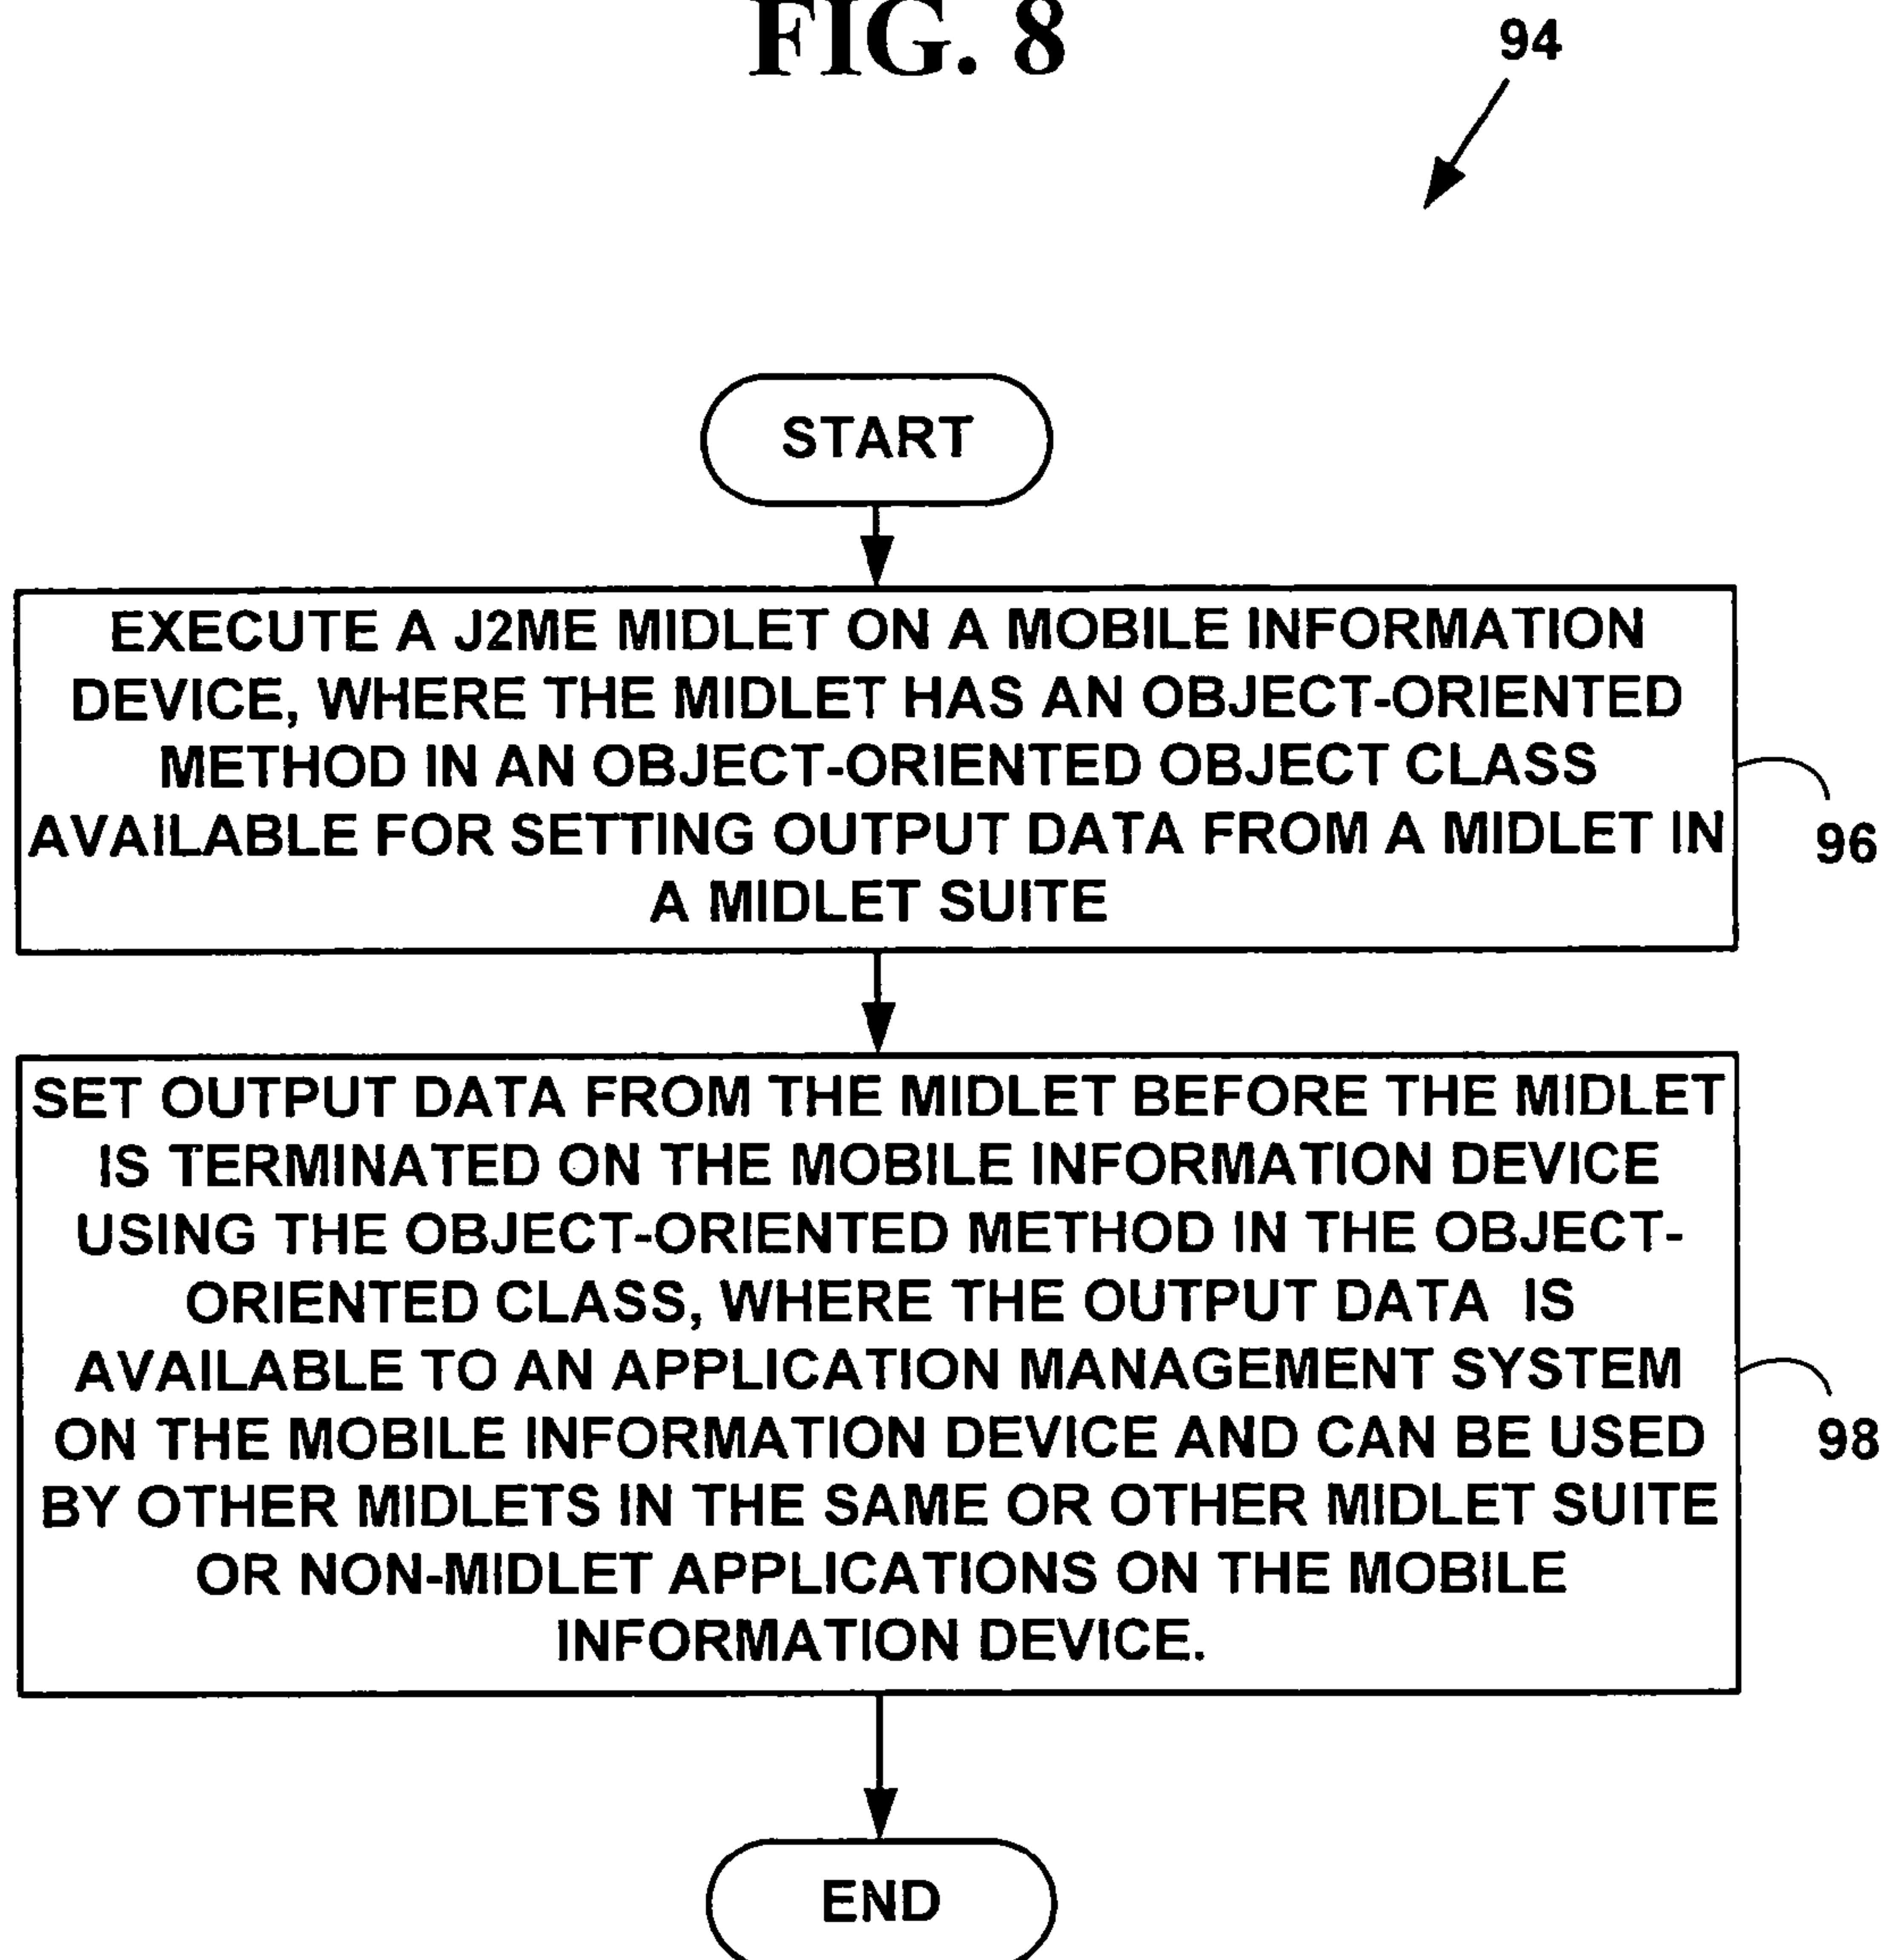 FIG. 8
94
START
EXECUTE A J2ME MIDLET ON A MOBILE INFORMATION
DEVICE, WHERE THE MIDLET HAS AN OBJECT-ORIENTED
METHOD IN AN OBJECT-ORIENTED OBJECT CLASS
AVAILABLE FOR SETTING OUTPUT DATA FROM A MIDLET IN
A MIDLET SUITE
96
SET OUTPUT DATA FROM THE MIDLET BEFORE THE MIDLET
IS TERMINATED ON THE MOBILE INFORMATION DEVICE
USING THE OBJECT-ORIENTED METHOD IN THE OBJECT-
ORIENTED CLASS, WHERE THE OUTPUT DATA IS
AVAILABLE TO AN APPLICATION MANAGEMENT SYSTEM
ON THE MOBILE INFORMATION DEVICE AND CAN BE USED
BY OTHER MIDLETS IN THE SAME OR OTHER MIDLET SUITE
OR NON-MIDLET APPLICATIONS ON THE MOBILE
INFORMATION DEVICE.
98
END